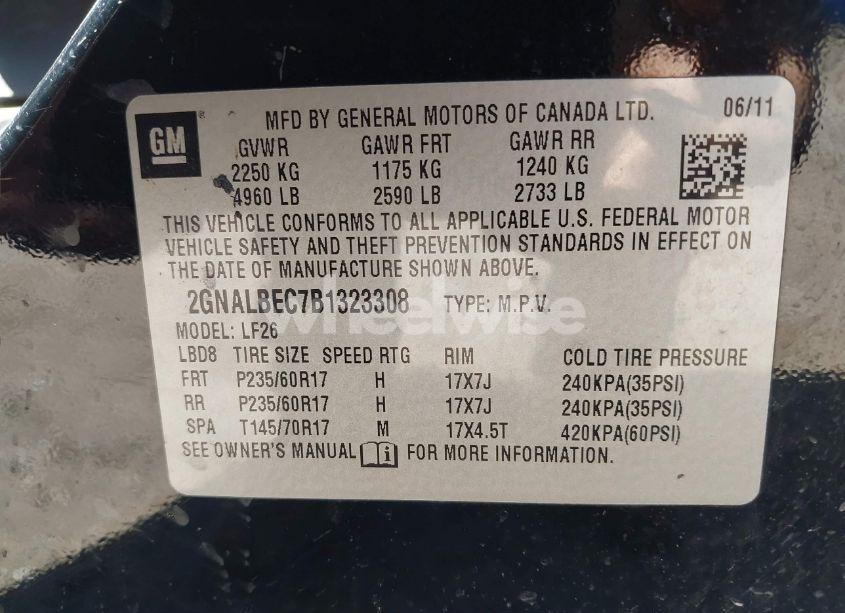 GM
MFD BY GENERAL MOTORS OF CANADA LTD. 06/11
GVWR GAWR FRT GAWR RR
2250 KG 1175 KG 1240 KG
4960 LB 2590 LB 2733 LB
THIS VEHICLE CONFORMS TO ALL APPLICABLE U.S. FEDERAL MOTOR
VEHICLE SAFETY AND THEFT PREVENTION STANDARDS IN EFFECT ON
THE DATE OF MANUFACTURE SHOWN ABOVE.
2GNALBEC7B1323308 TYPE: M.P.V.
wheelwise
MODEL: LF26
LBD8 TIRE SIZE SPEED RTG RIM COLD TIRE PRESSURE
FRT P235/60R17 H 17X7J 240KPA(35PSI)
RR P235/60R17 H 17X7J 240KPA(35PSI)
SPA T145/70R17 M 17X4.5T 420KPA(60PSI)
SEE OWNER'S MANUAL FOR MORE INFORMATION.